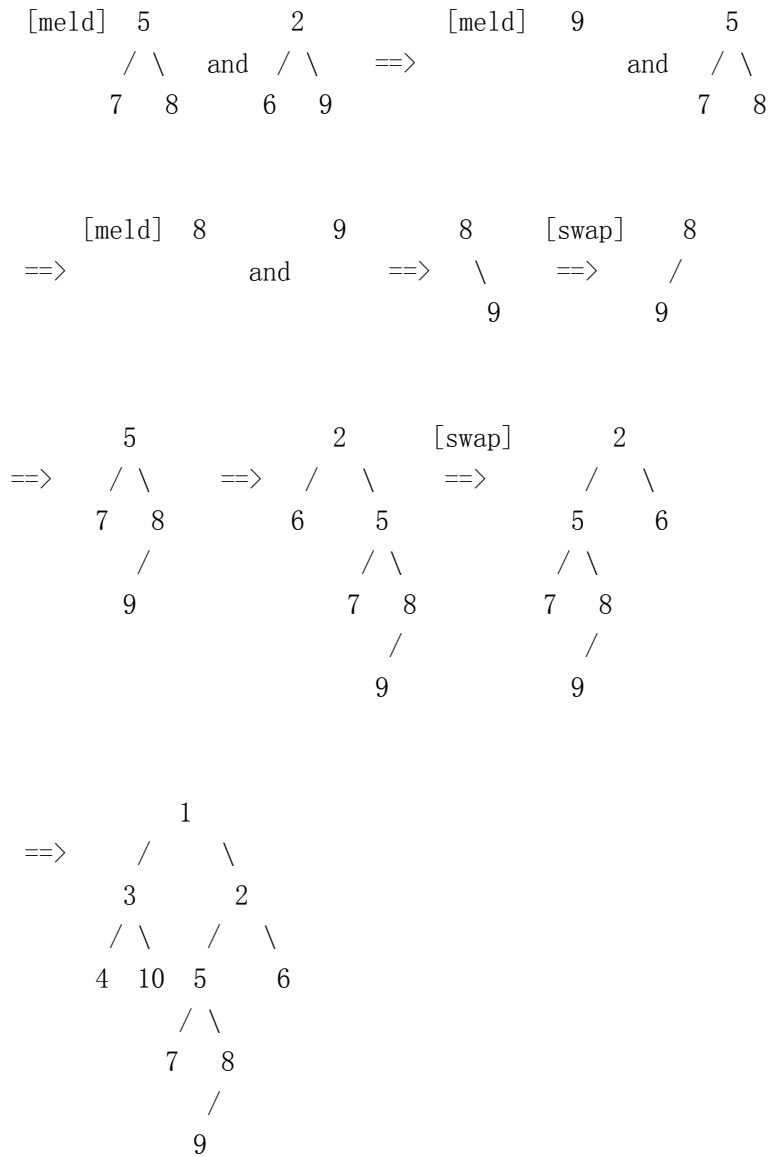 [meld] 5 2 [meld] 9 5
/ \ and / \ ==> and / \
7 8 6 9 7 8
[meld] 8 9 8 [swap] 8
==> and ==> \ ==> /
9 9
5 2 [swap] 2
==> / \ ==> / \ ==> / \
7 8 6 5 5 6
/ / \ / \
9 7 8 7 8
/ /
9 9
1
==> / \
3 2
/ \ / \
4 10 5 6
/ \
7 8
/
9